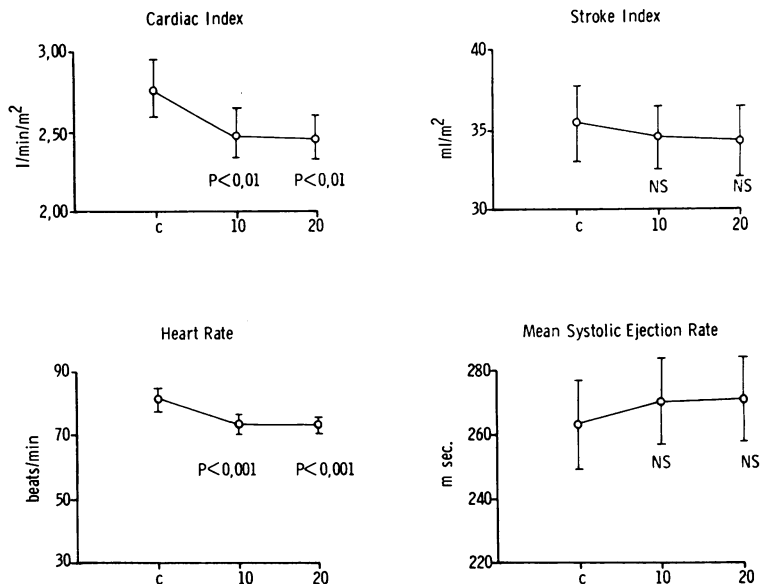 Cardiac Index
3,00
2,50
2,00
l/min/m²
P<0,01
P<0,01
c
10
20
Stroke Index
40
35
30
ml/m²
NS
NS
c
10
20
Heart Rate
90
70
50
30
beats/min
P<0,001
P<0,001
c
10
20
Mean Systolic Ejection Rate
280
260
240
220
m sec.
NS
NS
c
10
20